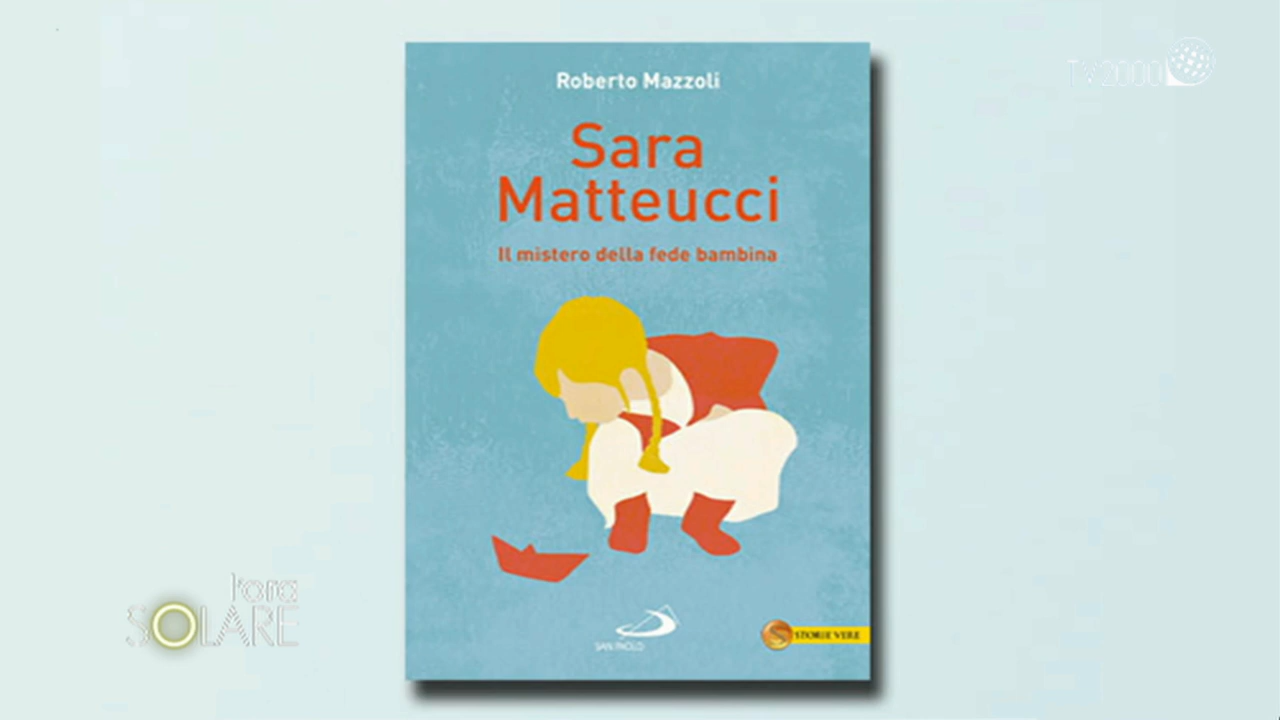 TV2000
Roberto Mazzoli
Sara
Matteucci
Il mistero della fede bambina
l'ora
SOLARE
SAN PAOLO
STORIE VERE